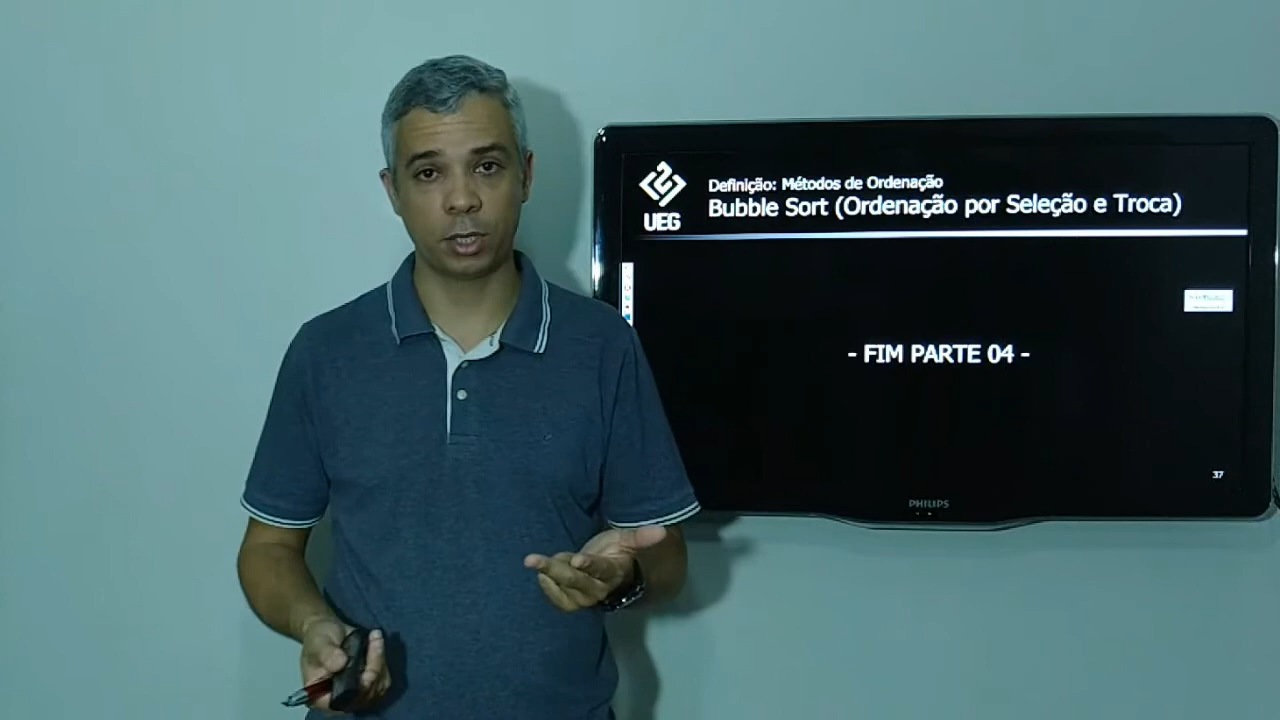 Definição: Métodos de Ordenação
Bubble Sort (Ordenação por Seleção e Troca)
UEG
- FIM PARTE 04 -
37
PHILIPS